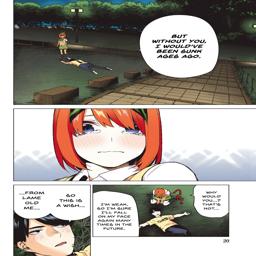 BUT
WITHOUT YOU,
I WOULD'VE
BEEN SUNK
AGES AGO.
WHY
WOULD
YOU...?
THAT'S
NOT...
I'M WEAK,
SO I'M SURE
I'LL FALL
ON MY FACE
AGAIN MANY
TIMES IN THE
FUTURE.
SO
THIS IS
A WISH...
...FROM
LAME
OLD
ME...